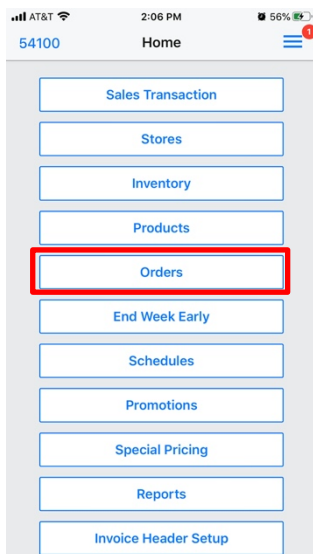 AT&T 2:06 PM 56%
54100 Home 1
Sales Transaction
Stores
Inventory
Products
Orders
End Week Early
Schedules
Promotions
Special Pricing
Reports
Invoice Header Setup